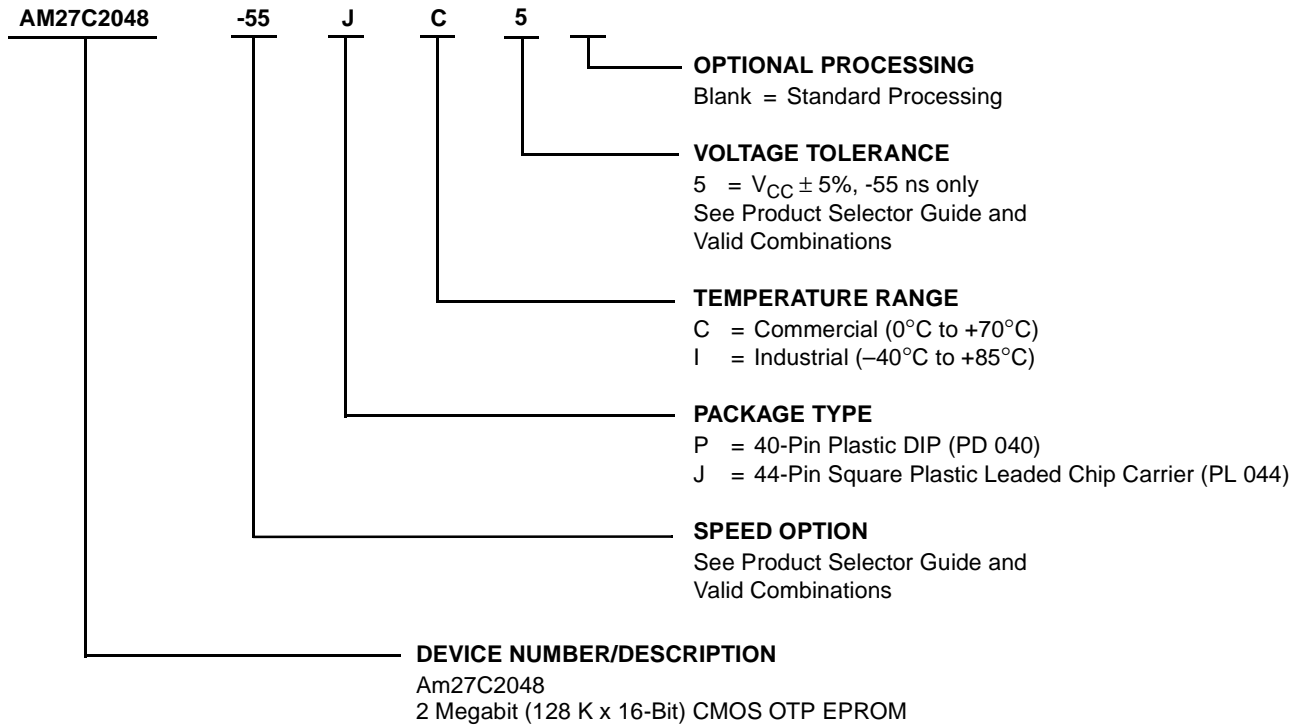 AM27C2048 -55 J C 5
OPTIONAL PROCESSING
Blank = Standard Processing
VOLTAGE TOLERANCE
5 = VCC ± 5%, -55 ns only
See Product Selector Guide and
Valid Combinations
TEMPERATURE RANGE
C = Commercial (0°C to +70°C)
I = Industrial (–40°C to +85°C)
PACKAGE TYPE
P = 40-Pin Plastic DIP (PD 040)
J = 44-Pin Square Plastic Leaded Chip Carrier (PL 044)
SPEED OPTION
See Product Selector Guide and
Valid Combinations
DEVICE NUMBER/DESCRIPTION
Am27C2048
2 Megabit (128 K x 16-Bit) CMOS OTP EPROM